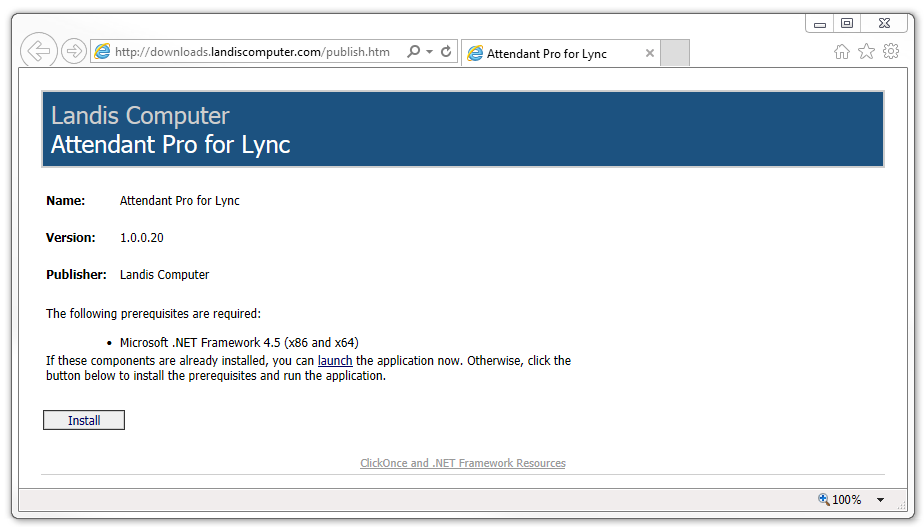 http://downloads.landiscomputer.com/publish.htm
Attendant Pro for Lync
Landis Computer
Attendant Pro for Lync
Name: Attendant Pro for Lync
Version: 1.0.0.20
Publisher: Landis Computer
The following prerequisites are required:
• Microsoft .NET Framework 4.5 (x86 and x64)
If these components are already installed, you can launch the application now. Otherwise, click the
button below to install the prerequisites and run the application.
Install
ClickOnce and .NET Framework Resources
100%